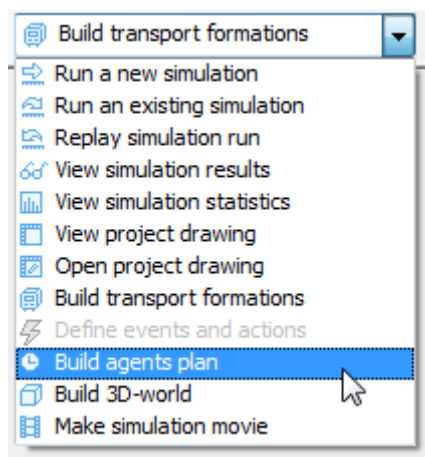 Build transport formations
Run a new simulation
Run an existing simulation
Replay simulation run
View simulation results
View simulation statistics
View project drawing
Open project drawing
Build transport formations
Define events and actions
Build agents plan
Build 3D-world
Make simulation movie